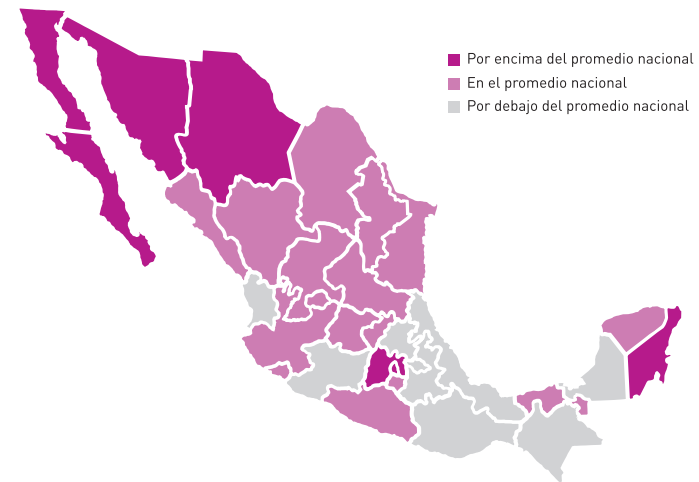 Por encima del promedio nacional
En el promedio nacional
Por debajo del promedio nacional